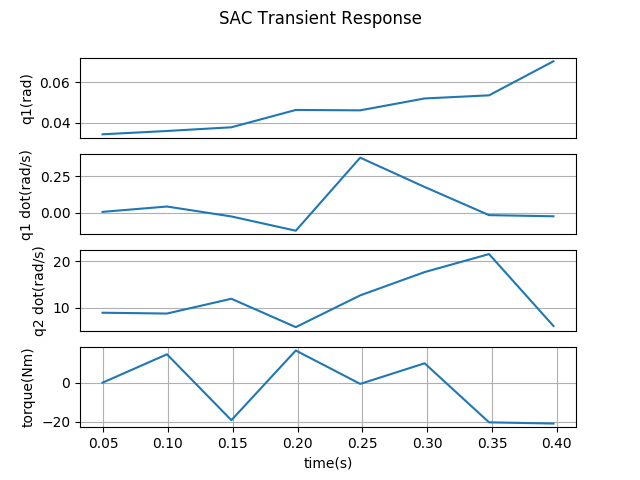 SAC Transient Response
q1(rad)
0.06
0.04
q1 dot(rad/s)
0.25
0.00
q2 dot(rad/s)
20
10
torque(Nm)
0
−20
0.05 0.10 0.15 0.20 0.25 0.30 0.35 0.40
time(s)